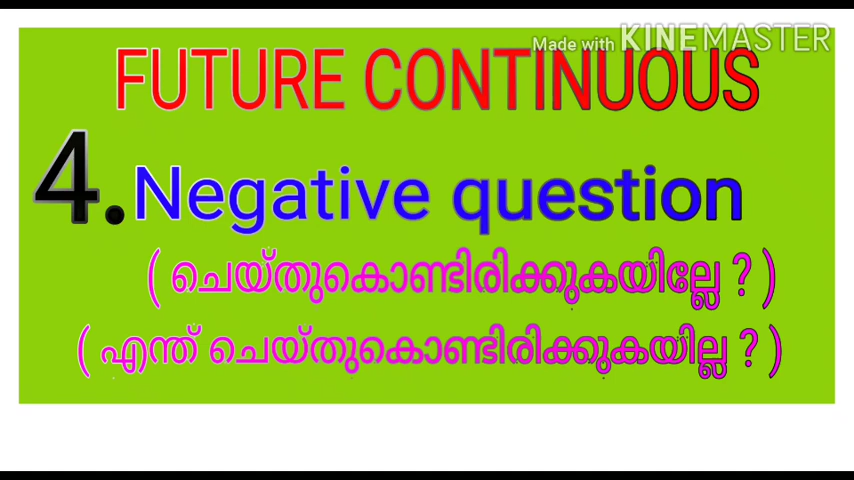 Made with KINEMASTER
FUTURE CONTINUOUS
4. Negative question
( ചെയ്തുകൊണ്ടിരിക്കുകയില്ലേ ? )
( എന്ത് ചെയ്തുകൊണ്ടിരിക്കുകയില്ല ? )